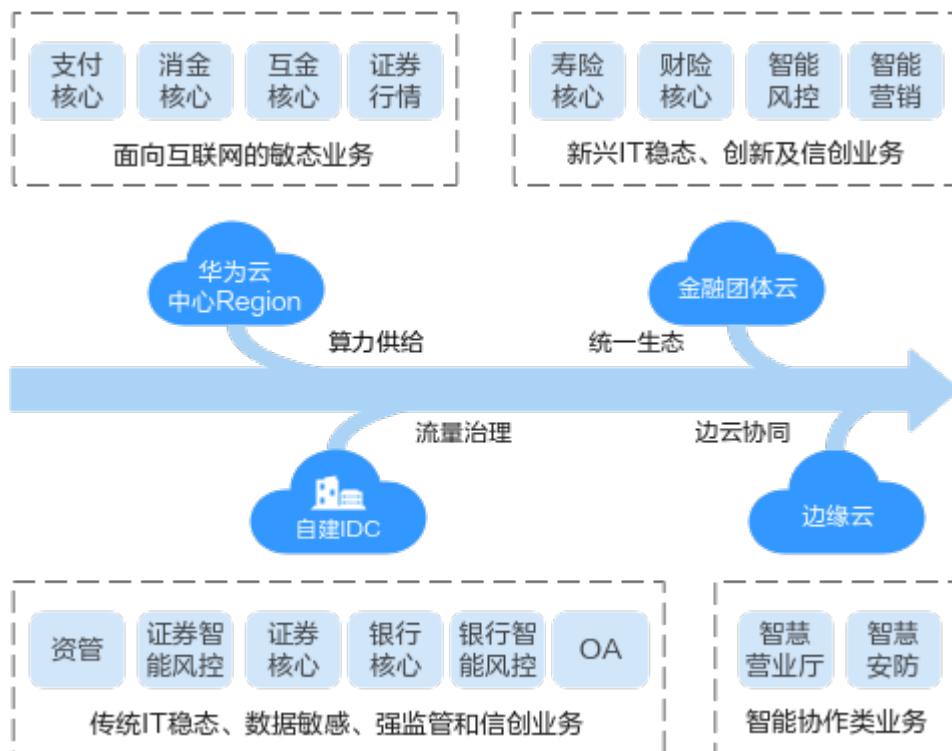 支付
核心
消金
核心
互金
核心
证券
行情
面向互联网的敏态业务
寿险
核心
财险
核心
智能
风控
智能
营销
新兴IT稳态、创新及信创业务
华为云
中心Region
金融团体云
算力供给
统一生态
流量治理
边云协同
自建IDC
边缘云
资管
证券智
能风控
证券
核心
银行
核心
银行智
能风控
OA
传统IT稳态、数据敏感、强监管和信创业务
智慧
营业厅
智慧
安防
智能协作类业务